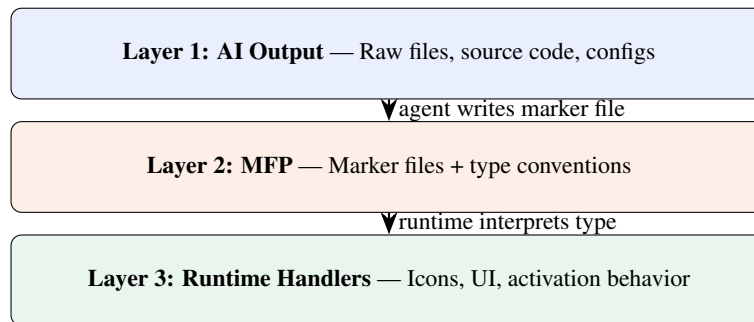 Layer 1: AI Output — Raw files, source code, configs
agent writes marker file
Layer 2: MFP — Marker files + type conventions
runtime interprets type
Layer 3: Runtime Handlers — Icons, UI, activation behavior